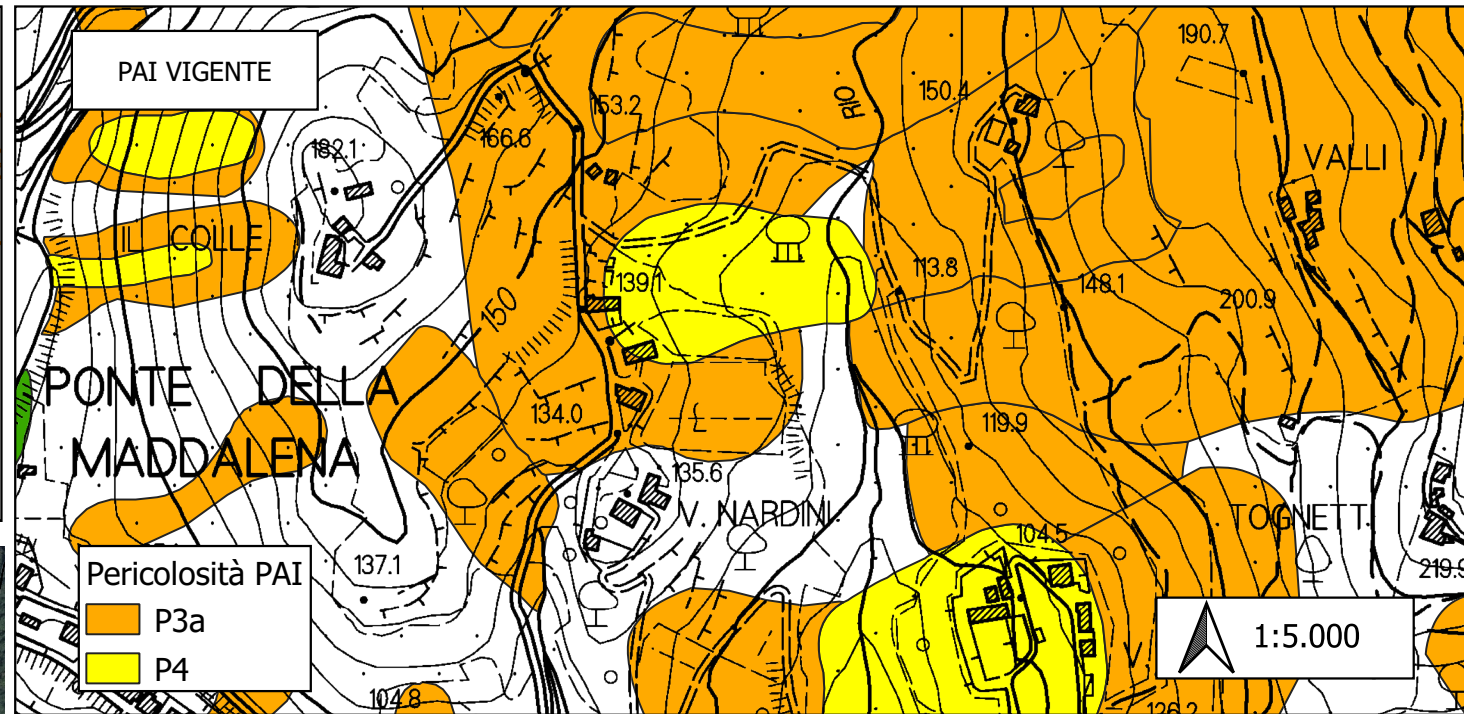 PAI VIGENTE
190.7
153.2
RIO
150.4
166.6
182.1
VALLI
IL COLLE
139.1
113.8
148.1
200.9
150
PONTE DELLA
MADDALENA
134.0
119.9
135.6
V. NARDINI
TOGNETT
104.5
137.1
219.9
Pericolosità PAI
P3a
P4
1:5.000
104.8
126.2